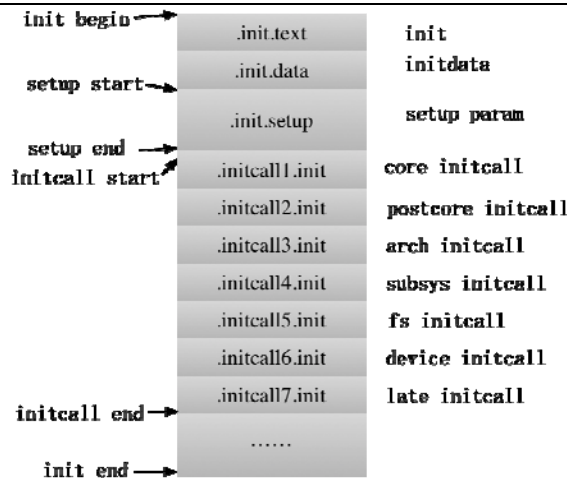 init begin
.init.text init
.init.data initdata
setup start
.init.setup setup param
setup end
initcall start
.initcall1.init core initcall
.initcall2.init postcore initcall
.initcall3.init arch initcall
.initcall4.init subsys initcall
.initcall5.init fs initcall
.initcall6.init device initcall
.initcall7.init late initcall
initcall end
......
init end